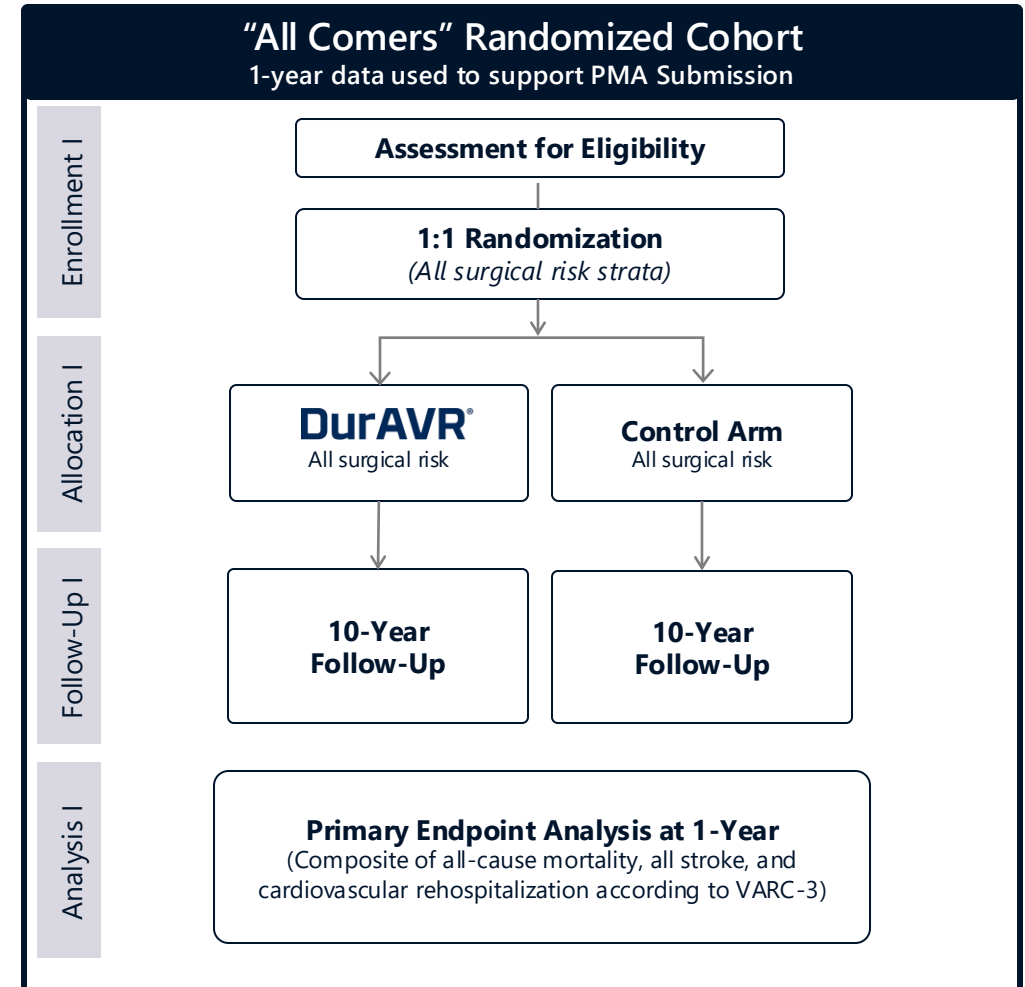 “All Comers” Randomized Cohort
1-year data used to support PMA Submission
Enrollment I
Assessment for Eligibility
1:1 Randomization
(All surgical risk strata)
Allocation I
DurAVR®
All surgical risk
Control Arm
All surgical risk
Follow-Up I
10-Year
Follow-Up
10-Year
Follow-Up
Analysis I
Primary Endpoint Analysis at 1-Year
(Composite of all-cause mortality, all stroke, and
cardiovascular rehospitalization according to VARC-3)